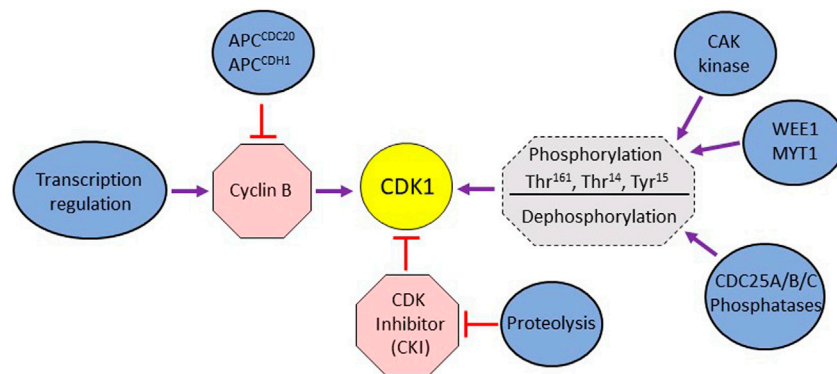 APC^CDC20
APC^CDH1
CAK
kinase
WEE1
MYT1
Transcription
regulation
Cyclin B
CDK1
Phosphorylation
Thr^161, Thr^14, Tyr^15
Dephosphorylation
CDC25A/B/C
Phosphatases
CDK
Inhibitor
(CKI)
Proteolysis